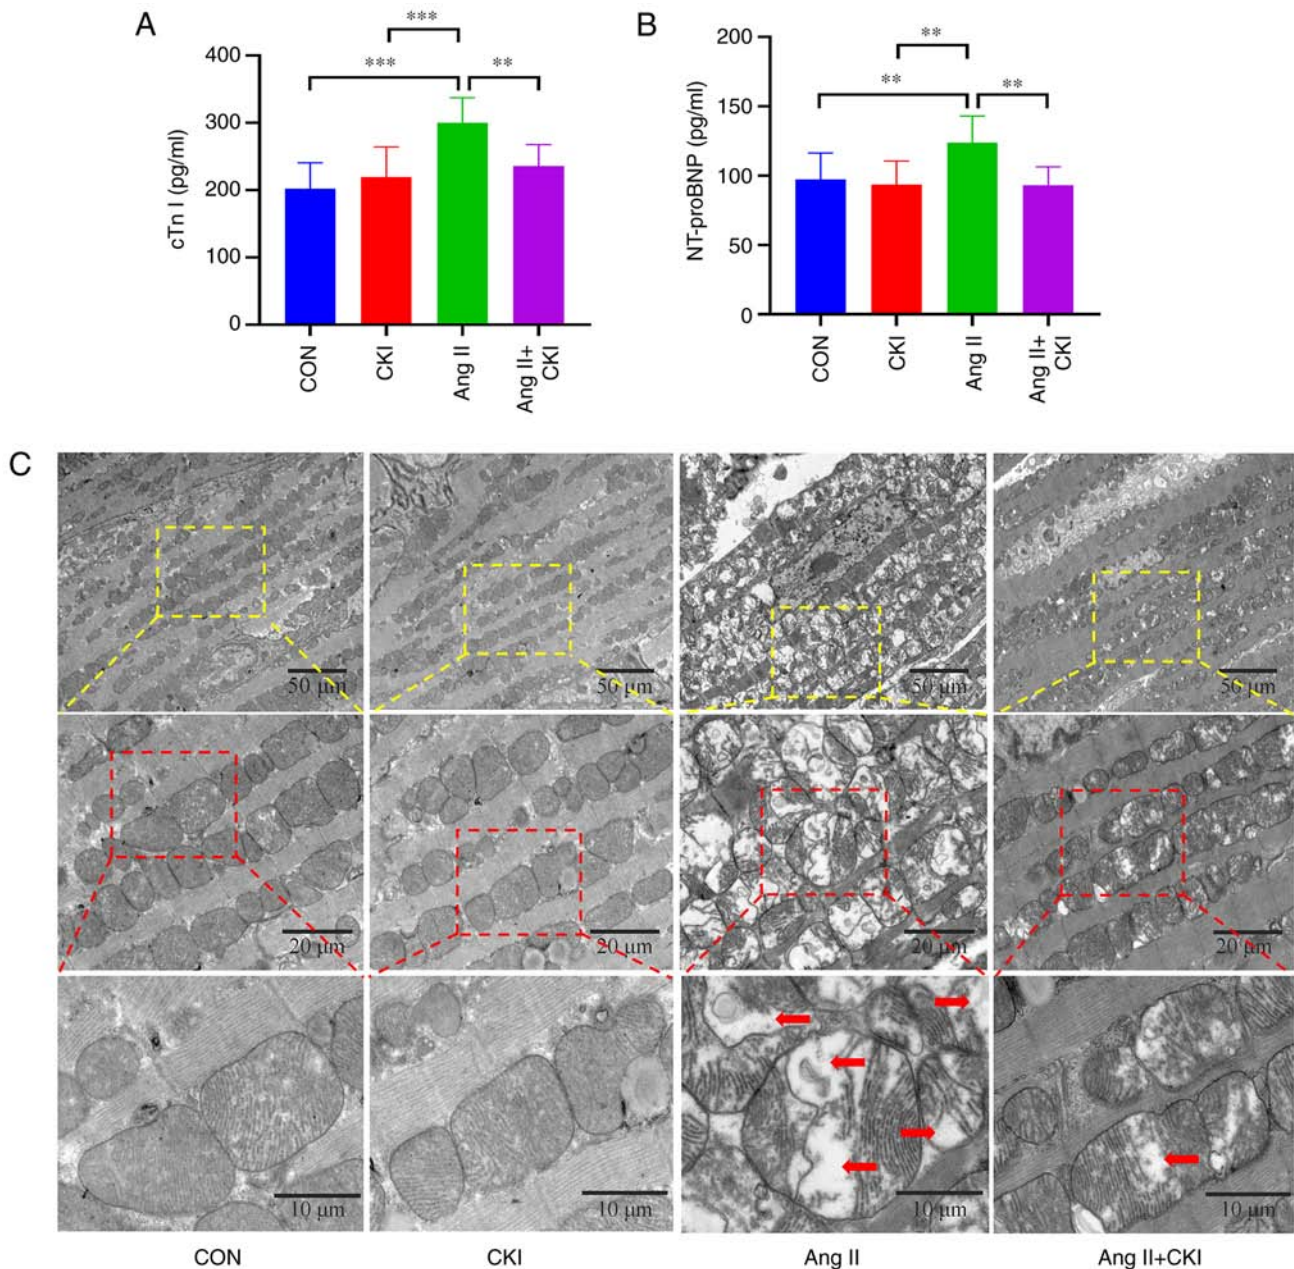 A
B
***
***
**
400
300
200
100
0
cTn I (pg/ml)
CON
CKI
Ang II
Ang II+
CKI
**
**
**
200
150
100
50
0
NT-proBNP (pg/ml)
CON
CKI
Ang II
Ang II+
CKI
C
50 μm
50 μm
50 μm
50 μm
20 μm
20 μm
20 μm
20 μm
10 μm
10 μm
10 μm
10 μm
CON
CKI
Ang II
Ang II+CKI